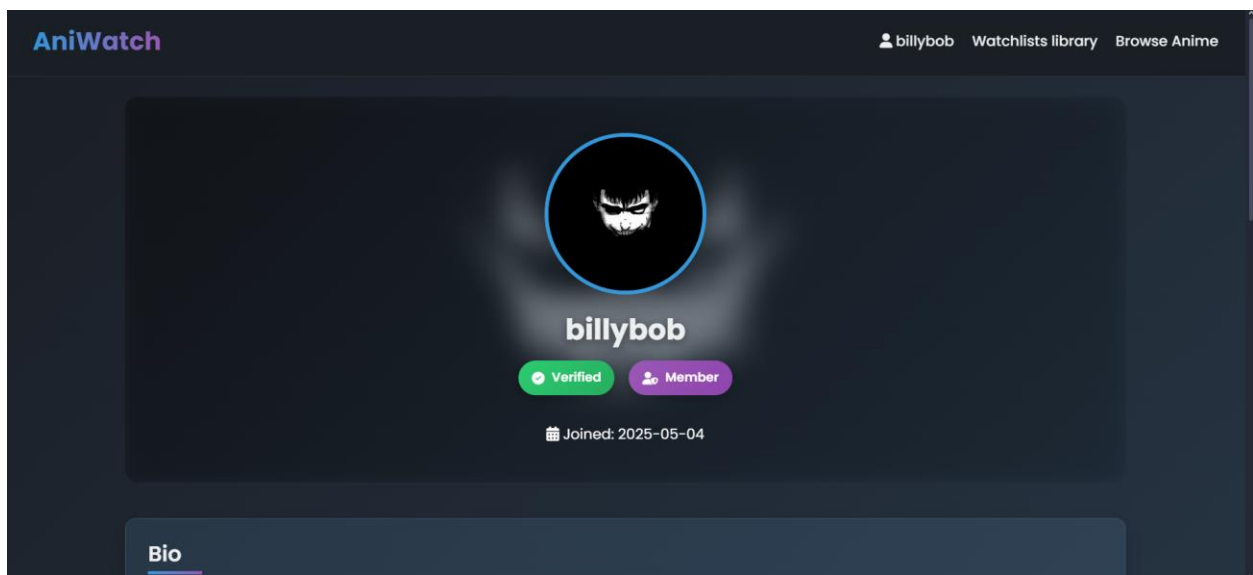 AniWatch
billybob Watchlists library Browse Anime
billybob
Verified Member
Joined: 2025-05-04
Bio